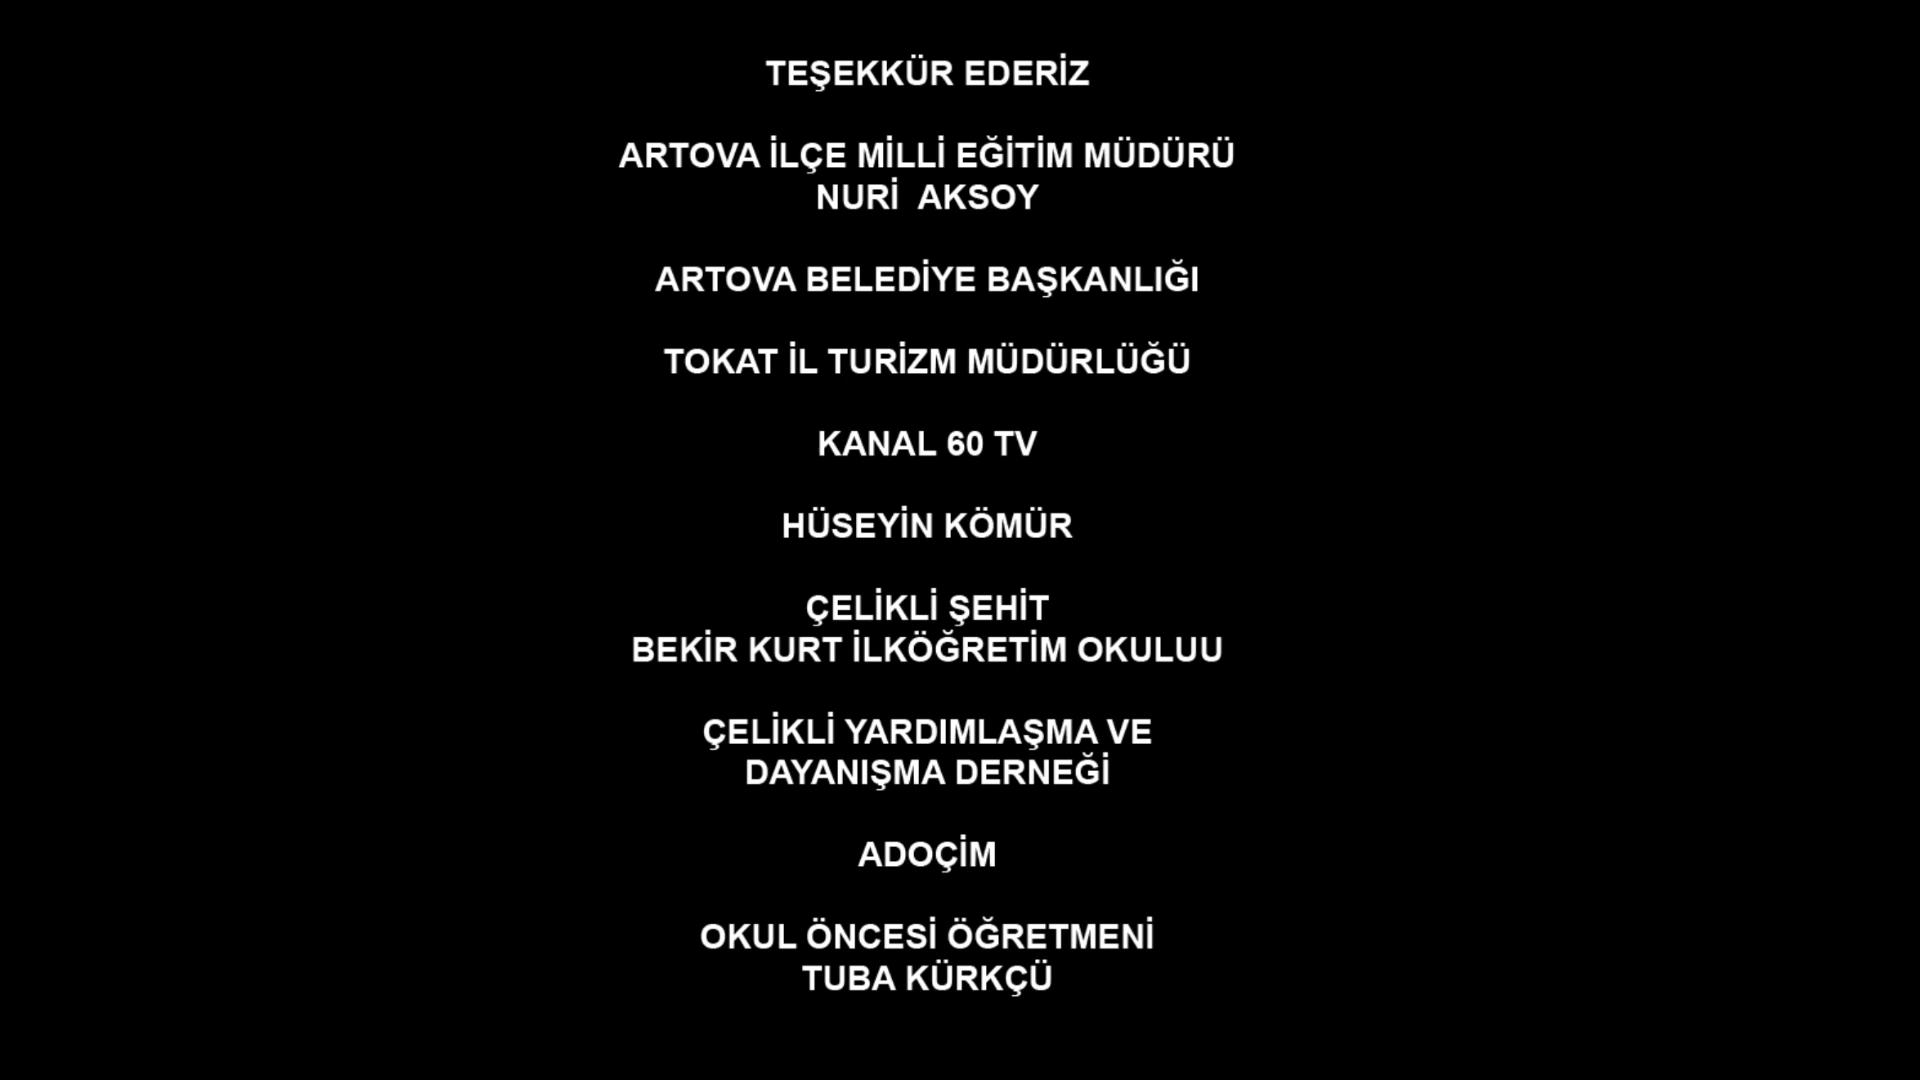 TEŞEKKÜR EDERİZ
ARTOVA İLÇE MİLLİ EĞİTİM MÜDÜRÜ
NURİ  AKSOY
ARTOVA BELEDİYE BAŞKANLIĞI
TOKAT İL TURİZM MÜDÜRLÜĞÜ
KANAL 60 TV
HÜSEYİN KÖMÜR
ÇELİKLİ ŞEHİT
BEKİR KURT İLKÖĞRETİM OKULUU
ÇELİKLİ YARDIMLAŞMA VE
DAYANIŞMA DERNEĞİ
ADOÇİM
OKUL ÖNCESİ ÖĞRETMENİ
TUBA KÜRKÇÜ